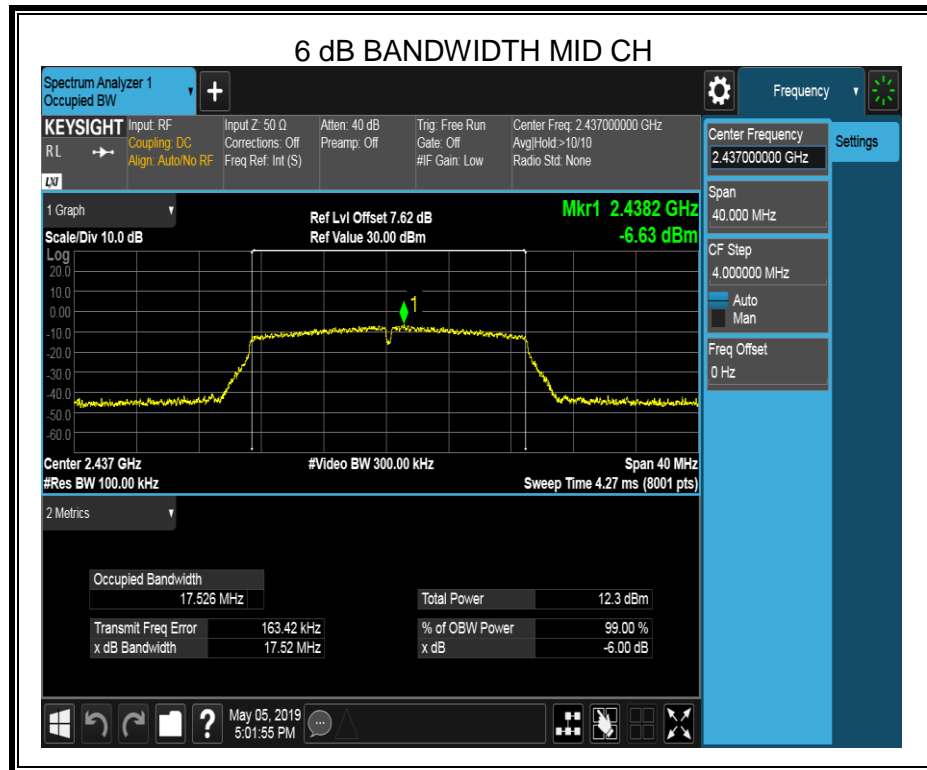 6 dB BANDWIDTH MID CH
Spectrum Analyzer 1
Occupied BW
+
Frequency
KEYSIGHT
RL
LXI
Input: RF
Coupling: DC
Align: Auto/No RF
Input Z: 50 Ω
Corrections: Off
Freq Ref: Int (S)
Atten: 40 dB
Preamp: Off
Trig: Free Run
Gate: Off
#IF Gain: Low
Center Freq: 2.437000000 GHz
Avg|Hold:>10/10
Radio Std: None
Center Frequency
2.437000000 GHz
Settings
Span
40.000 MHz
CF Step
4.000000 MHz
Auto
Man
Freq Offset
0 Hz
1 Graph
Scale/Div 10.0 dB
Ref Lvl Offset 7.62 dB
Ref Value 30.00 dBm
Mkr1 2.4382 GHz
-6.63 dBm
Log
20.0
10.0
0.00
-10.0
-20.0
-30.0
-40.0
-50.0
-60.0
1
Center 2.437 GHz
#Video BW 300.00 kHz
Span 40 MHz
#Res BW 100.00 kHz
Sweep Time 4.27 ms (8001 pts)
2 Metrics
Occupied Bandwidth
17.526 MHz
Total Power 12.3 dBm
Transmit Freq Error 163.42 kHz
% of OBW Power 99.00 %
x dB Bandwidth 17.52 MHz
x dB -6.00 dB
?
May 05, 2019
5:01:55 PM